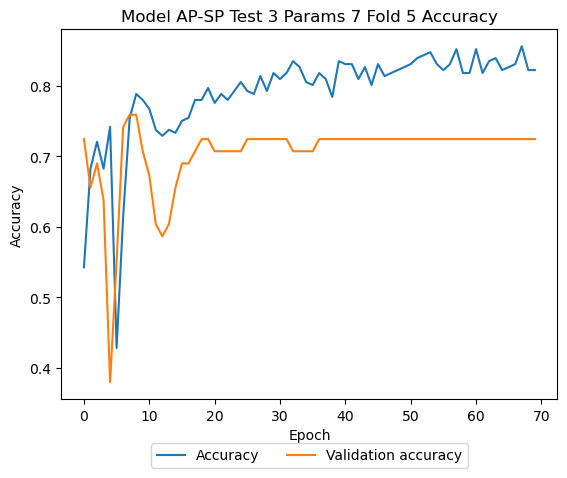 Model AP-SP Test 3 Params 7 Fold 5 Accuracy
Accuracy
0.8
0.7
0.6
0.5
0.4
0 10 20 30 40 50 60 70
Epoch
Accuracy Validation accuracy